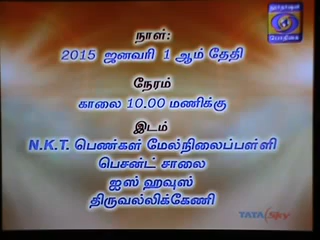 நாள்:
2015 ஜனவரி 1 ஆம் தேதி
நேரம்
காலை 10.00 மணிக்கு
இடம்
N.K.T. பெண்கள் மேல்நிலைப்பள்ளி
பெசன்ட் சாலை
ஐஸ் ஹவுஸ்
திருவல்லிக்கேணி
TATA Sky